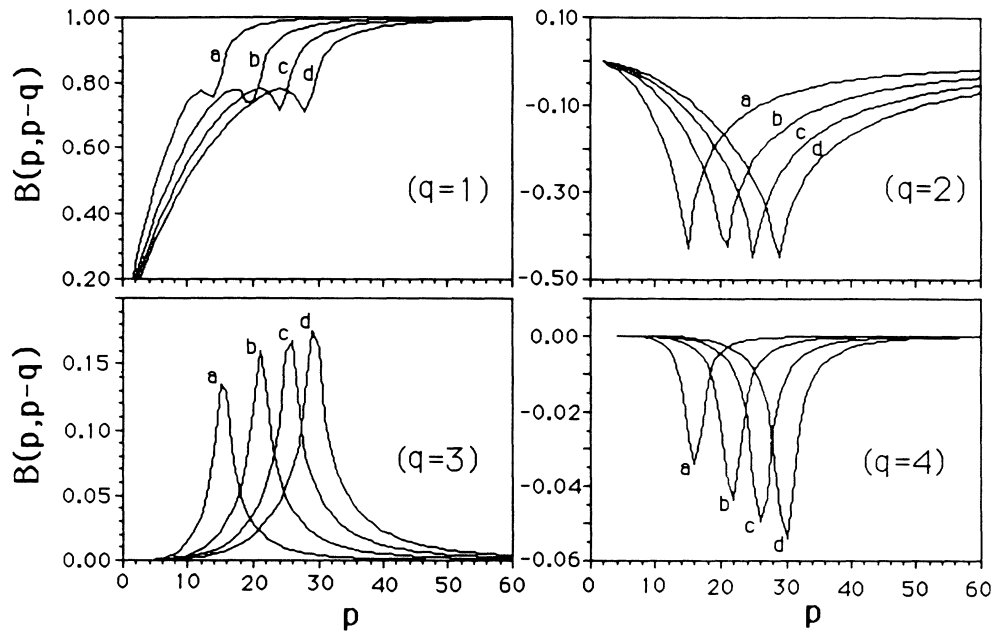 B(p,p-q)
1.00
0.80
0.60
0.40
0.20
a
b
c
d
(q=1)
-0.10
-0.10
-0.30
-0.50
a
b
c
d
(q=2)
B(p,p-q)
0.15
0.10
0.05
0.00
a
b
c
d
(q=3)
0 10 20 30 40 50 60
p
0.00
-0.02
-0.04
-0.06
a
b
c
d
(q=4)
0 10 20 30 40 50 60
p